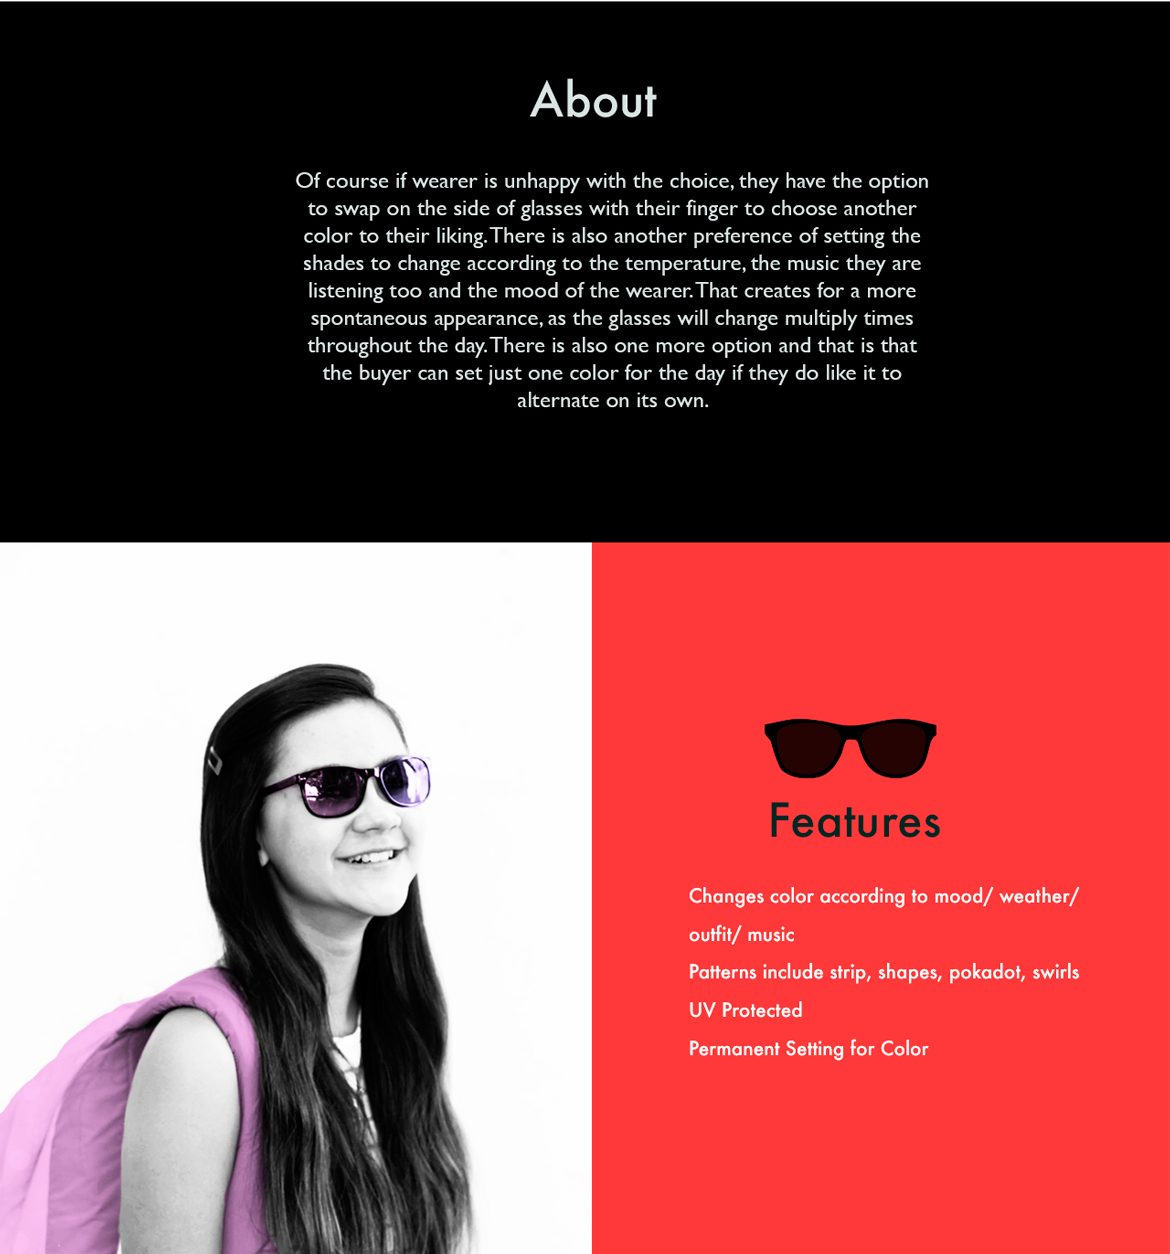 About
Of course if wearer is unhappy with the choice, they have the option
to swap on the side of glasses with their finger to choose another
color to their liking. There is also another preference of setting the
shades to change according to the temperature, the music they are
listening too and the mood of the wearer. That creates for a more
spontaneous appearance, as the glasses will change multiply times
throughout the day. There is also one more option and that is that
the buyer can set just one color for the day if they do like it to
alternate on its own.
Features
Changes color according to mood/ weather/
outfit/ music
Patterns include strip, shapes, pokadot, swirls
UV Protected
Permanent Setting for Color